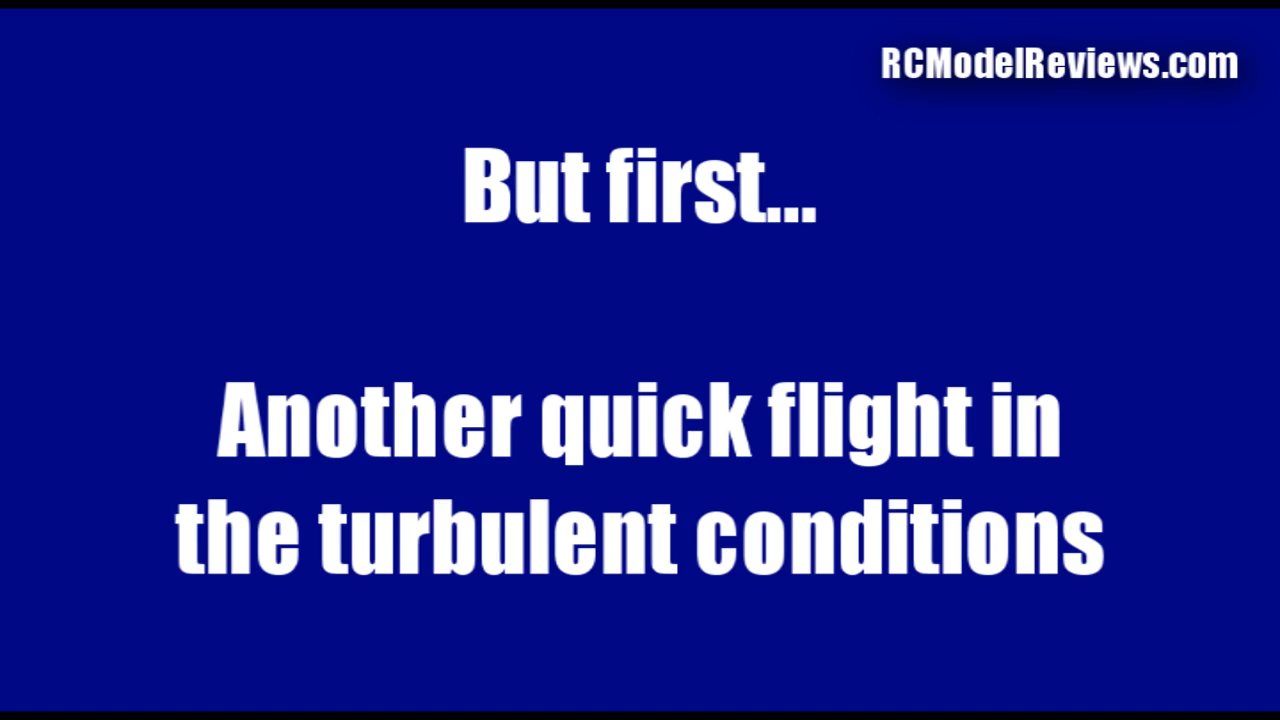 RCModelReviews.com
But first...
Another quick flight in
the turbulent conditions